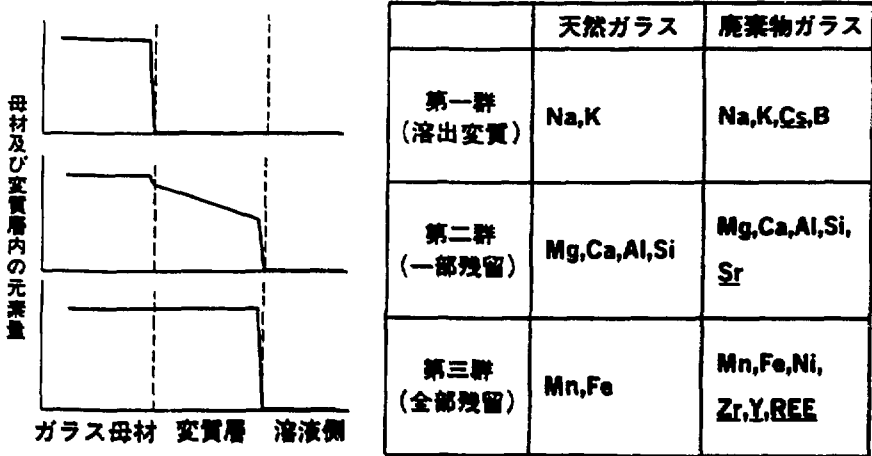 母材及び変質層内の元素量
ガラス母材 変質層 溶液側
天然ガラス 廃棄物ガラス
第一群
(溶出変質)
Na,K
Na,K,Cs,B
第二群
(一部残留)
Mg,Ca,Al,Si
Mg,Ca,Al,Si,
Sr
第三群
(全部残留)
Mn,Fe
Mn,Fe,Ni,
Zr,Y,REE